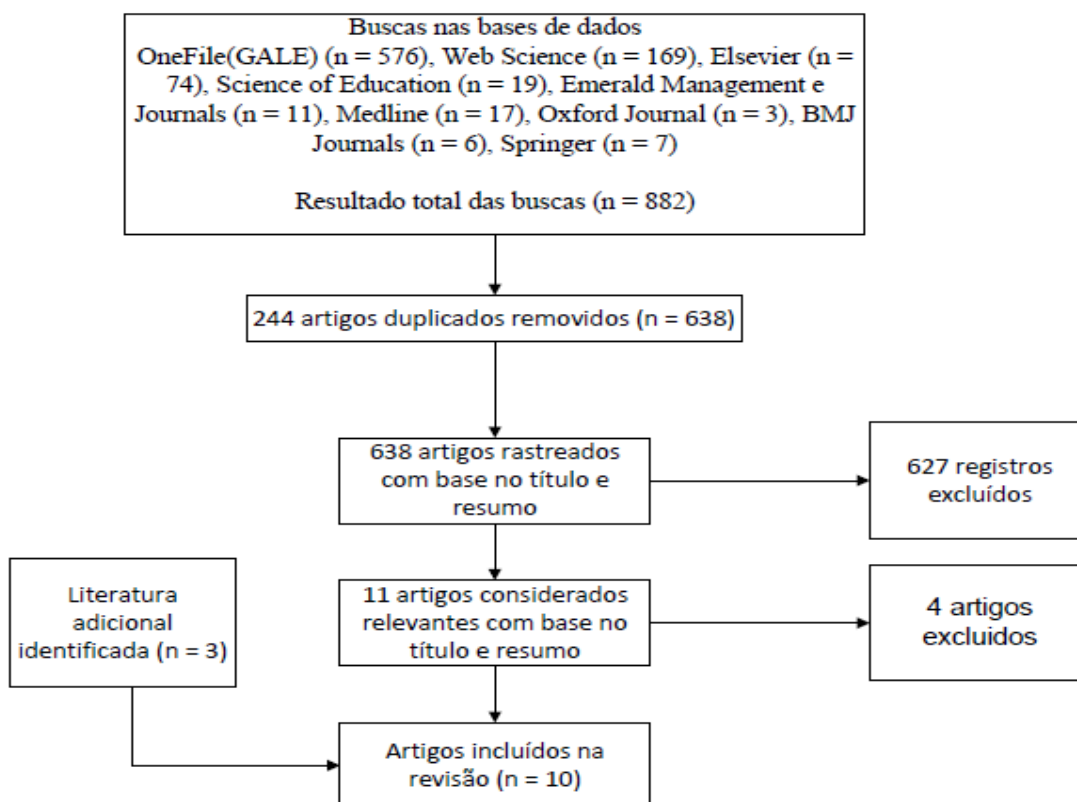 Buscas nas bases de dados
OneFile(GALE) (n = 576), Web Science (n = 169), Elsevier (n =
74), Science of Education (n = 19), Emerald Management e
Journals (n = 11), Medline (n = 17), Oxford Journal (n = 3), BMJ
Journals (n = 6), Springer (n = 7)
Resultado total das buscas (n = 882)
244 artigos duplicados removidos (n = 638)
638 artigos rastreados
com base no título e
resumo
627 registros
excluídos
Literatura
adicional
identificada (n = 3)
11 artigos considerados
relevantes com base no
título e resumo
4 artigos
excluidos
Artigos incluídos na
revisão (n = 10)